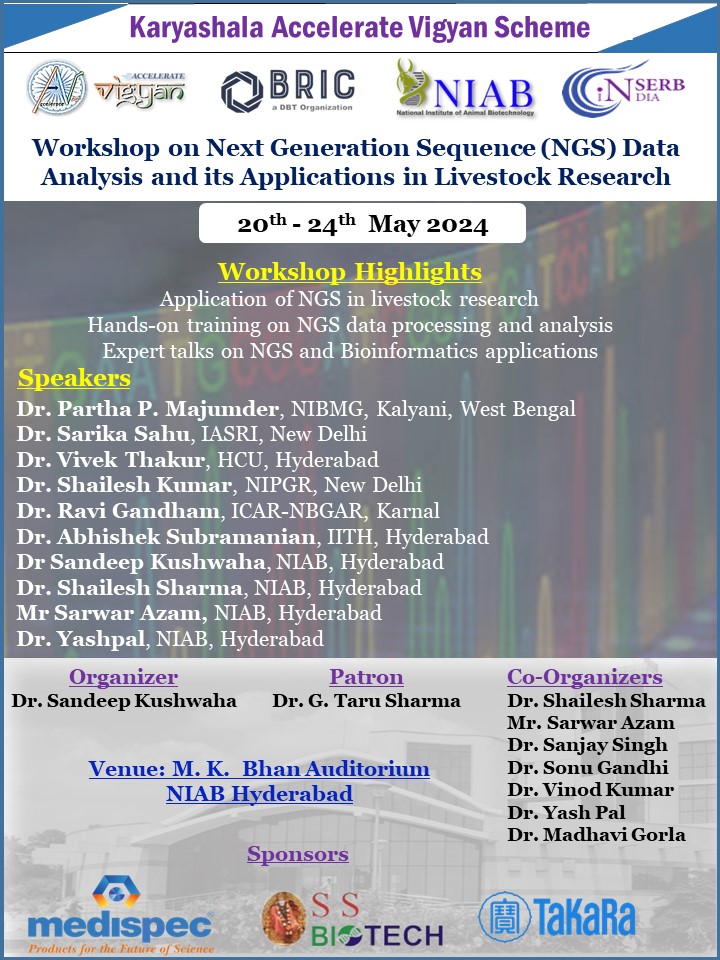 Karyashala Accelerate Vigyan Scheme
ACCELERATE
vigyan
BRIC
a DBT Organization
NIAB
National Institute of Animal Biotechnology
SERB
iN
DIA
Workshop on Next Generation Sequence (NGS) Data
Analysis and its Applications in Livestock Research
20th - 24th May 2024
Workshop Highlights
Application of NGS in livestock research
Hands-on training on NGS data processing and analysis
Expert talks on NGS and Bioinformatics applications
Speakers
Dr. Partha P. Majumder, NIBMG, Kalyani, West Bengal
Dr. Sarika Sahu, IASRI, New Delhi
Dr. Vivek Thakur, HCU, Hyderabad
Dr. Shailesh Kumar, NIPGR, New Delhi
Dr. Ravi Gandham, ICAR-NBGAR, Karnal
Dr. Abhishek Subramanian, IITH, Hyderabad
Dr Sandeep Kushwaha, NIAB, Hyderabad
Dr. Shailesh Sharma, NIAB, Hyderabad
Mr Sarwar Azam, NIAB, Hyderabad
Dr. Yashpal, NIAB, Hyderabad
Organizer
Dr. Sandeep Kushwaha
Patron
Dr. G. Taru Sharma
Co-Organizers
Dr. Shailesh Sharma
Mr. Sarwar Azam
Dr. Sanjay Singh
Dr. Sonu Gandhi
Dr. Vinod Kumar
Dr. Yash Pal
Dr. Madhavi Gorla
Venue: M. K. Bhan Auditorium
NIAB Hyderabad
Sponsors
medispec
Products for the Future of Science
S S
BIOTECH
寶
TaKaRa